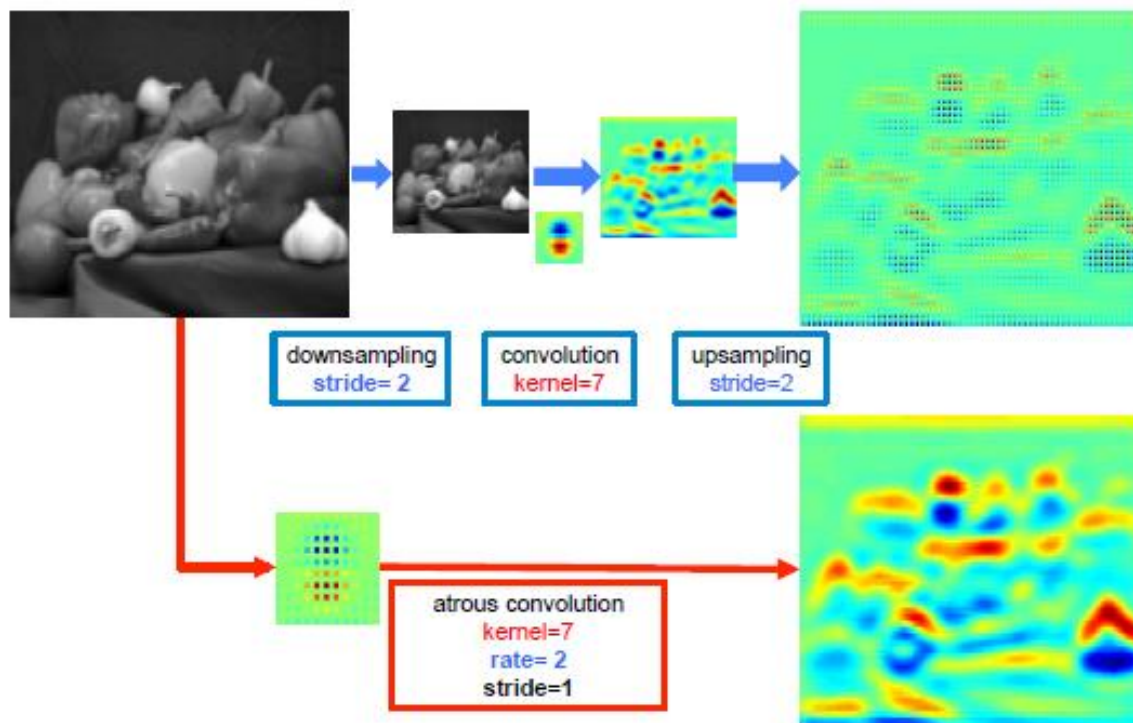 downsampling
stride= 2
convolution
kernel=7
upsampling
stride=2
atrous convolution
kernel=7
rate= 2
stride=1